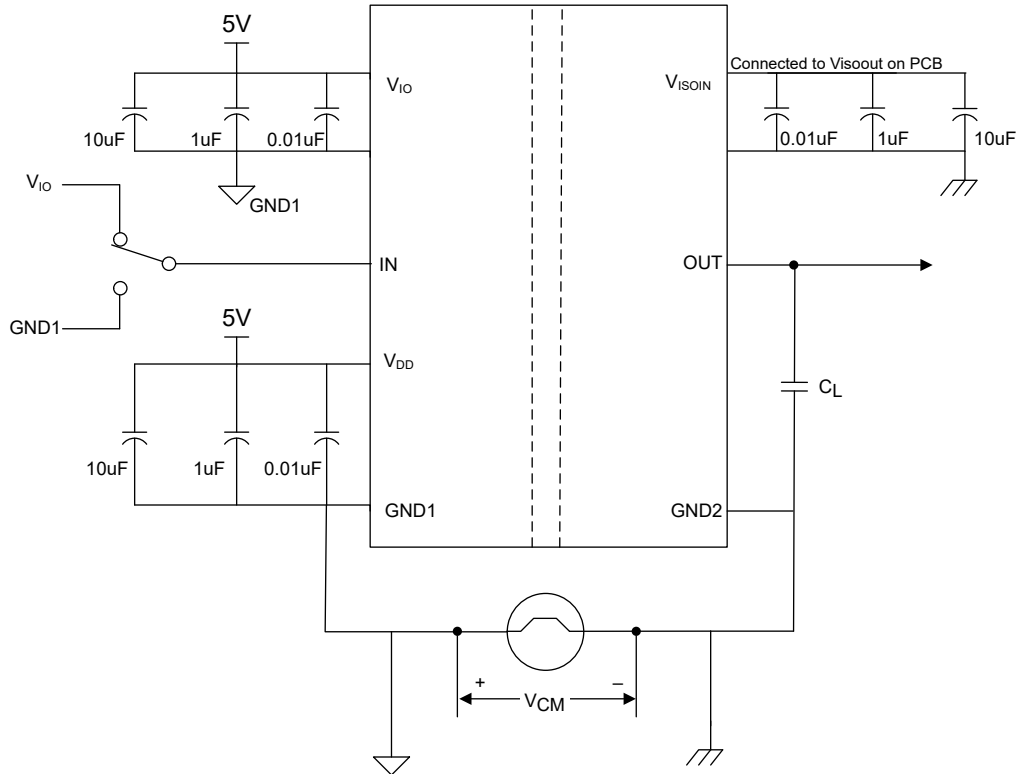 5V
10uF
1uF
0.01uF
VIO
GND1
VIO
IN
GND1
5V
VDD
10uF
1uF
0.01uF
GND1
VISOIN
Connected to Visoout on PCB
0.01uF
1uF
10uF
OUT
CL
GND2
+
VCM
–